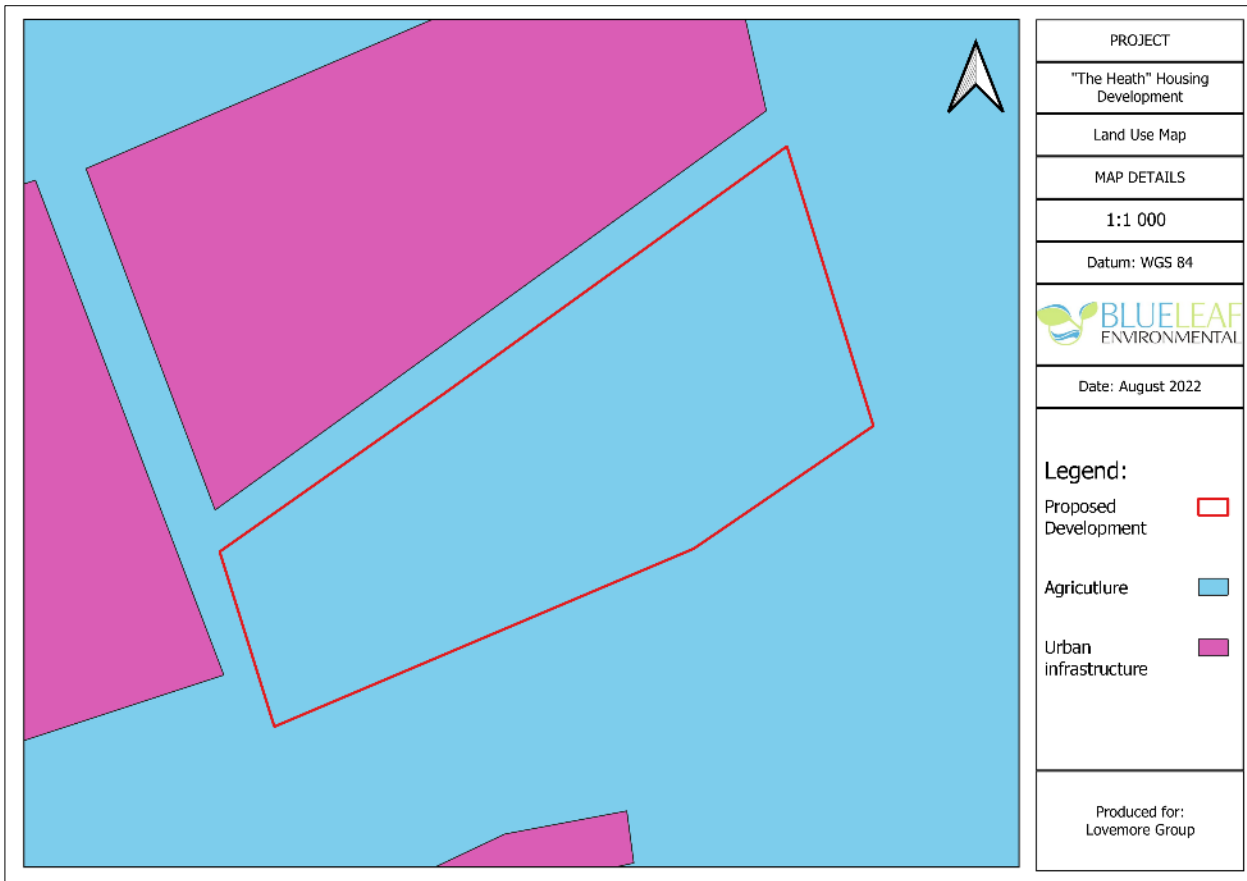 PROJECT
"The Heath" Housing
Development
Land Use Map
MAP DETAILS
1:1 000
Datum: WGS 84
BLUELEAF
ENVIRONMENTAL
Date: August 2022
Legend:
Proposed
Development
Agricutlure
Urban
infrastructure
Produced for:
Lovemore Group